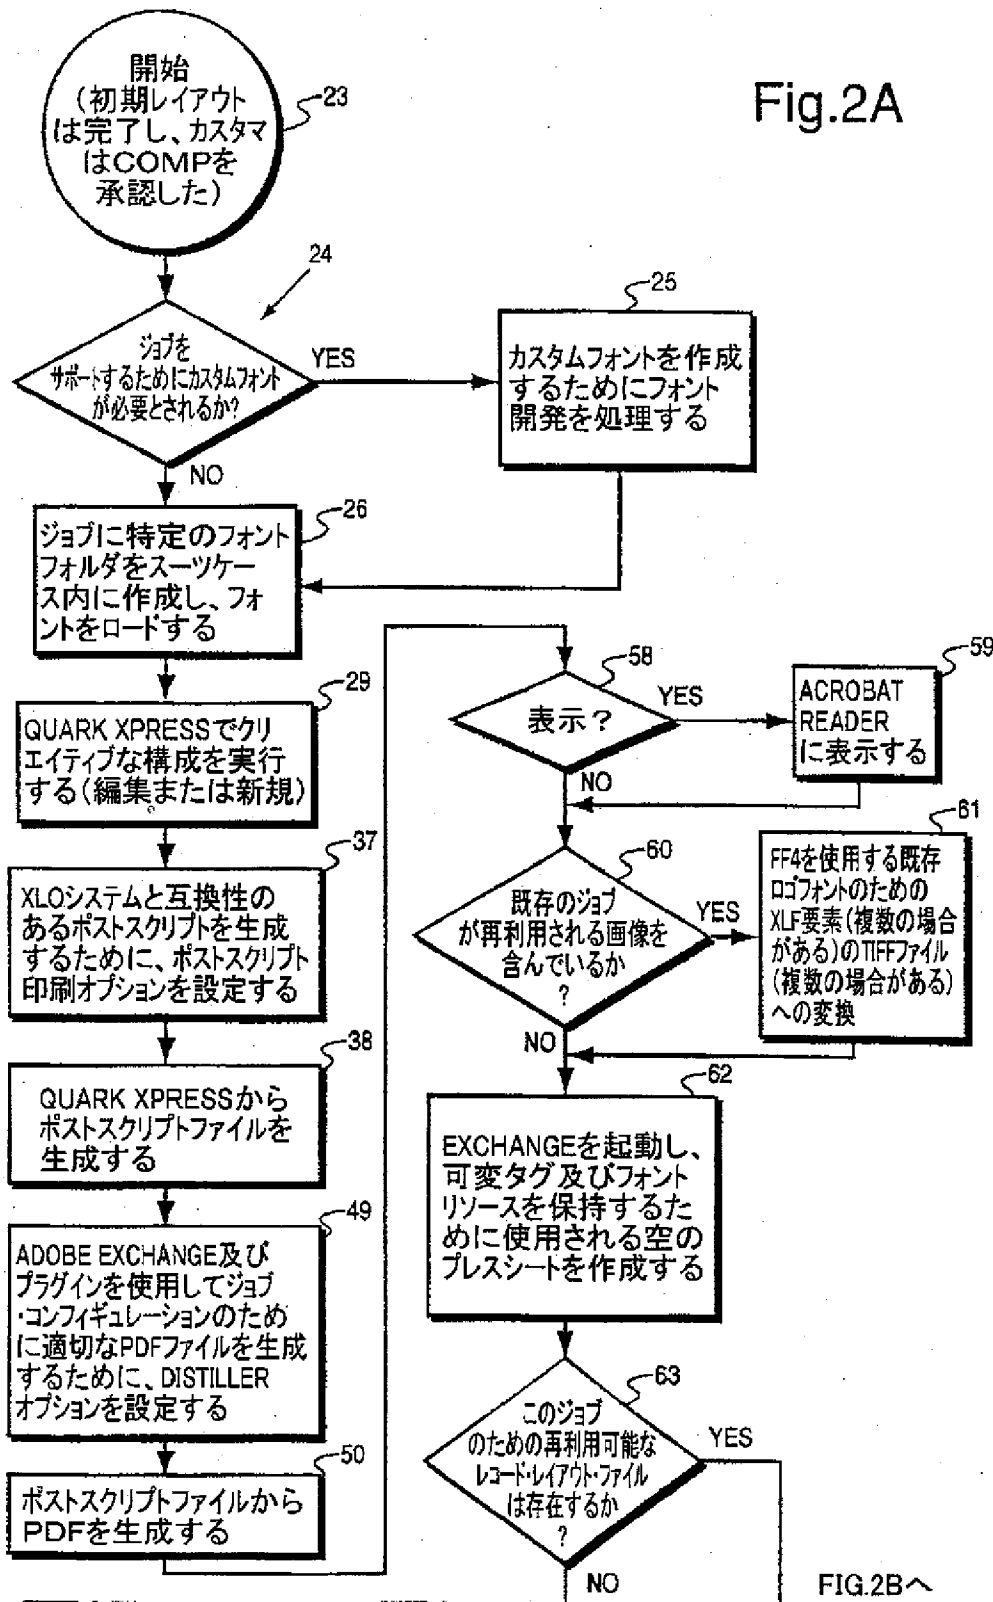 Fig.2A
開始
(初期レイアウト
は完了し、カスタマ
はCOMPを
承認した)
23
24
ジョブを
サポートするためにカスタムフォント
が必要とされるか?
YES
NO
25
カスタムフォントを作成
するためにフォント
開発を処理する
26
ジョブに特定のフォント
フォルダをスーツケー
ス内に作成し、フォ
ントをロードする
29
QUARK XPRESSでクリ
エイティブな構成を実行
する(編集または新規)
37
XLOシステムと互換性の
あるポストスクリプトを生成
するために、ポストスクリプト
印刷オプションを設定する
38
QUARK XPRESSから
ポストスクリプトファイルを
生成する
49
ADOBE EXCHANGE及び
プラグインを使用してジョブ
・コンフィギュレーションのため
に適切なPDFファイルを生成
するために、DISTILLER
オプションを設定する
50
ポストスクリプトファイルから
PDFを生成する
58
表示?
YES
NO
59
ACROBAT
READER
に表示する
60
既存のジョブ
が再利用される画像を
含んでいるか
?
YES
NO
61
FF4を使用する既存
ロゴフォントのための
XLF要素(複数の場合
がある)のTIFFファイル
(複数の場合がある)
への変換
62
EXCHANGEを起動し、
可変タグ及びフォント
リソースを保持するた
めに使用される空の
プレスシートを作成する
63
このジョブ
のための再利用可能な
レコード・レイアウト・ファイル
は存在するか
?
YES
NO
FIG.2Bへ